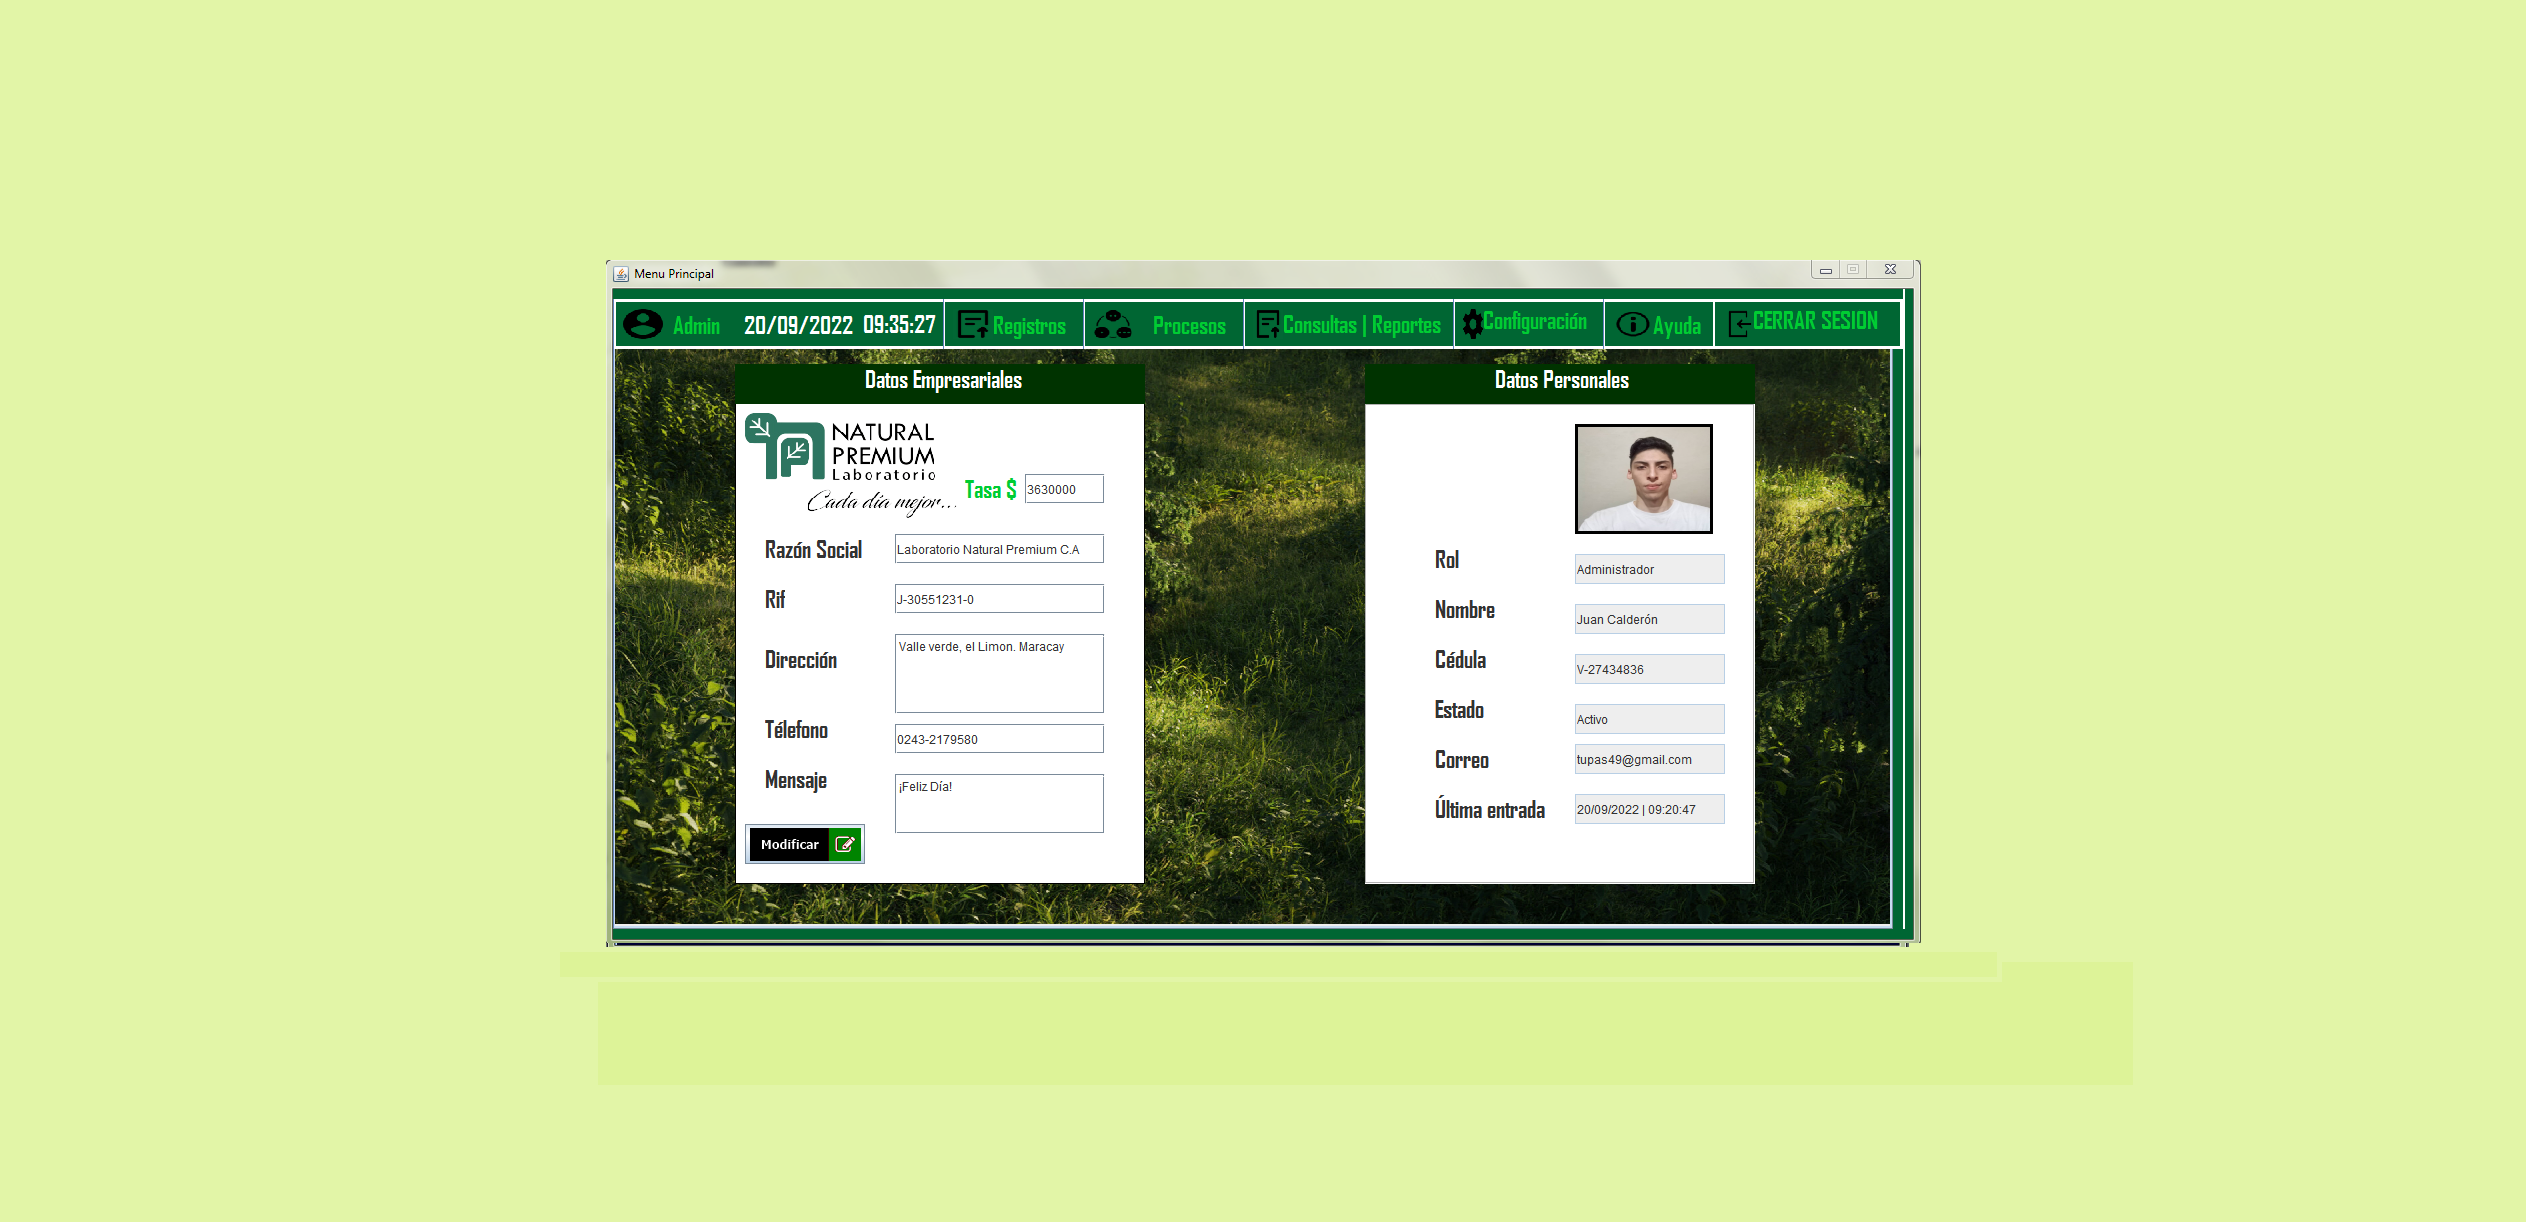 Menu Principal
Admin 20/09/2022 09:35:27 Registros Procesos Consultas | Reportes Configuración Ayuda CERRAR SESION
Datos Empresariales
NATURAL
PREMIUM
Laboratorio
Cada día mejor...
Tasa $ 3630000
Razón Social Laboratorio Natural Premium C.A
Rif J-30551231-0
Dirección Valle verde, el Limon. Maracay
Télefono 0243-2179580
Mensaje ¡Feliz Día!
Modificar
Datos Personales
Rol Administrador
Nombre Juan Calderón
Cédula V-27434836
Estado Activo
Correo tupas49@gmail.com
Última entrada 20/09/2022 | 09:20:47